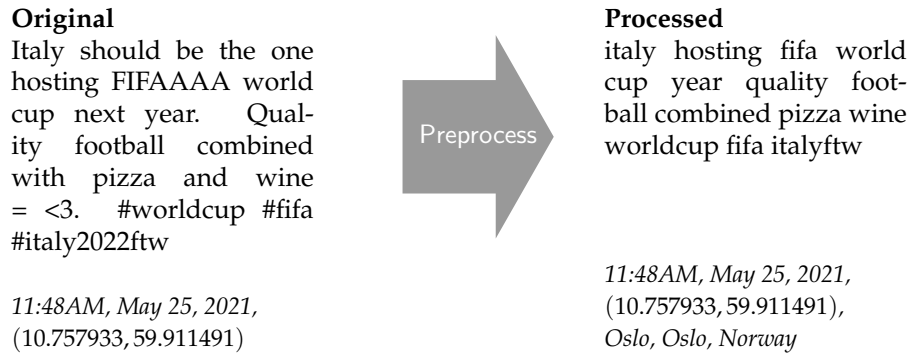 Original
Italy should be the one
hosting FIFAAAA world
cup next year. Qual-
ity football combined
with pizza and wine
= <3. #worldcup #fifa
#italy2022ftw
11:48AM, May 25, 2021,
(10.757933, 59.911491)
Preprocess
Processed
italy hosting fifa world
cup year quality foot-
ball combined pizza wine
worldcup fifa italyftw
11:48AM, May 25, 2021,
(10.757933, 59.911491),
Oslo, Oslo, Norway